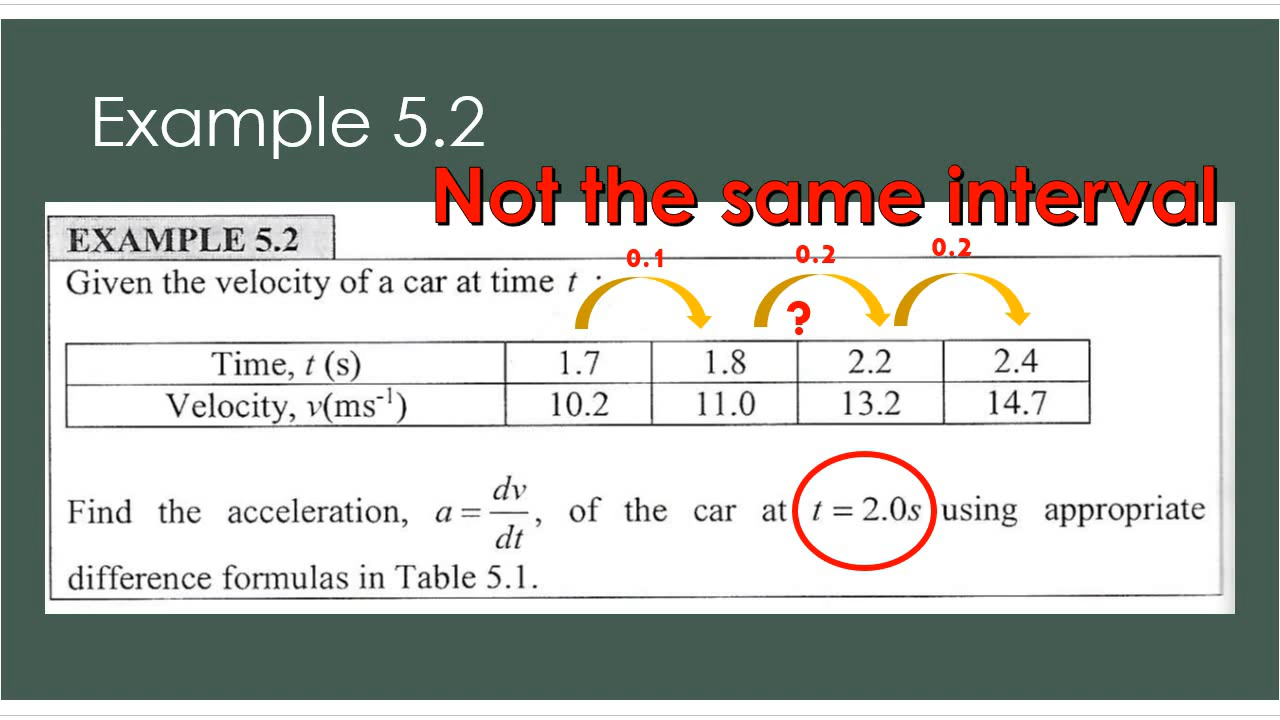 Example 5.2
Not the same interval
EXAMPLE 5.2
0.1 0.2 0.2
Given the velocity of a car at time t :
?
Time, t (s) 1.7 1.8 2.2 2.4
Velocity, v(ms⁻¹) 10.2 11.0 13.2 14.7
Find the acceleration, a = dv/dt, of the car at t = 2.0s using appropriate
difference formulas in Table 5.1.